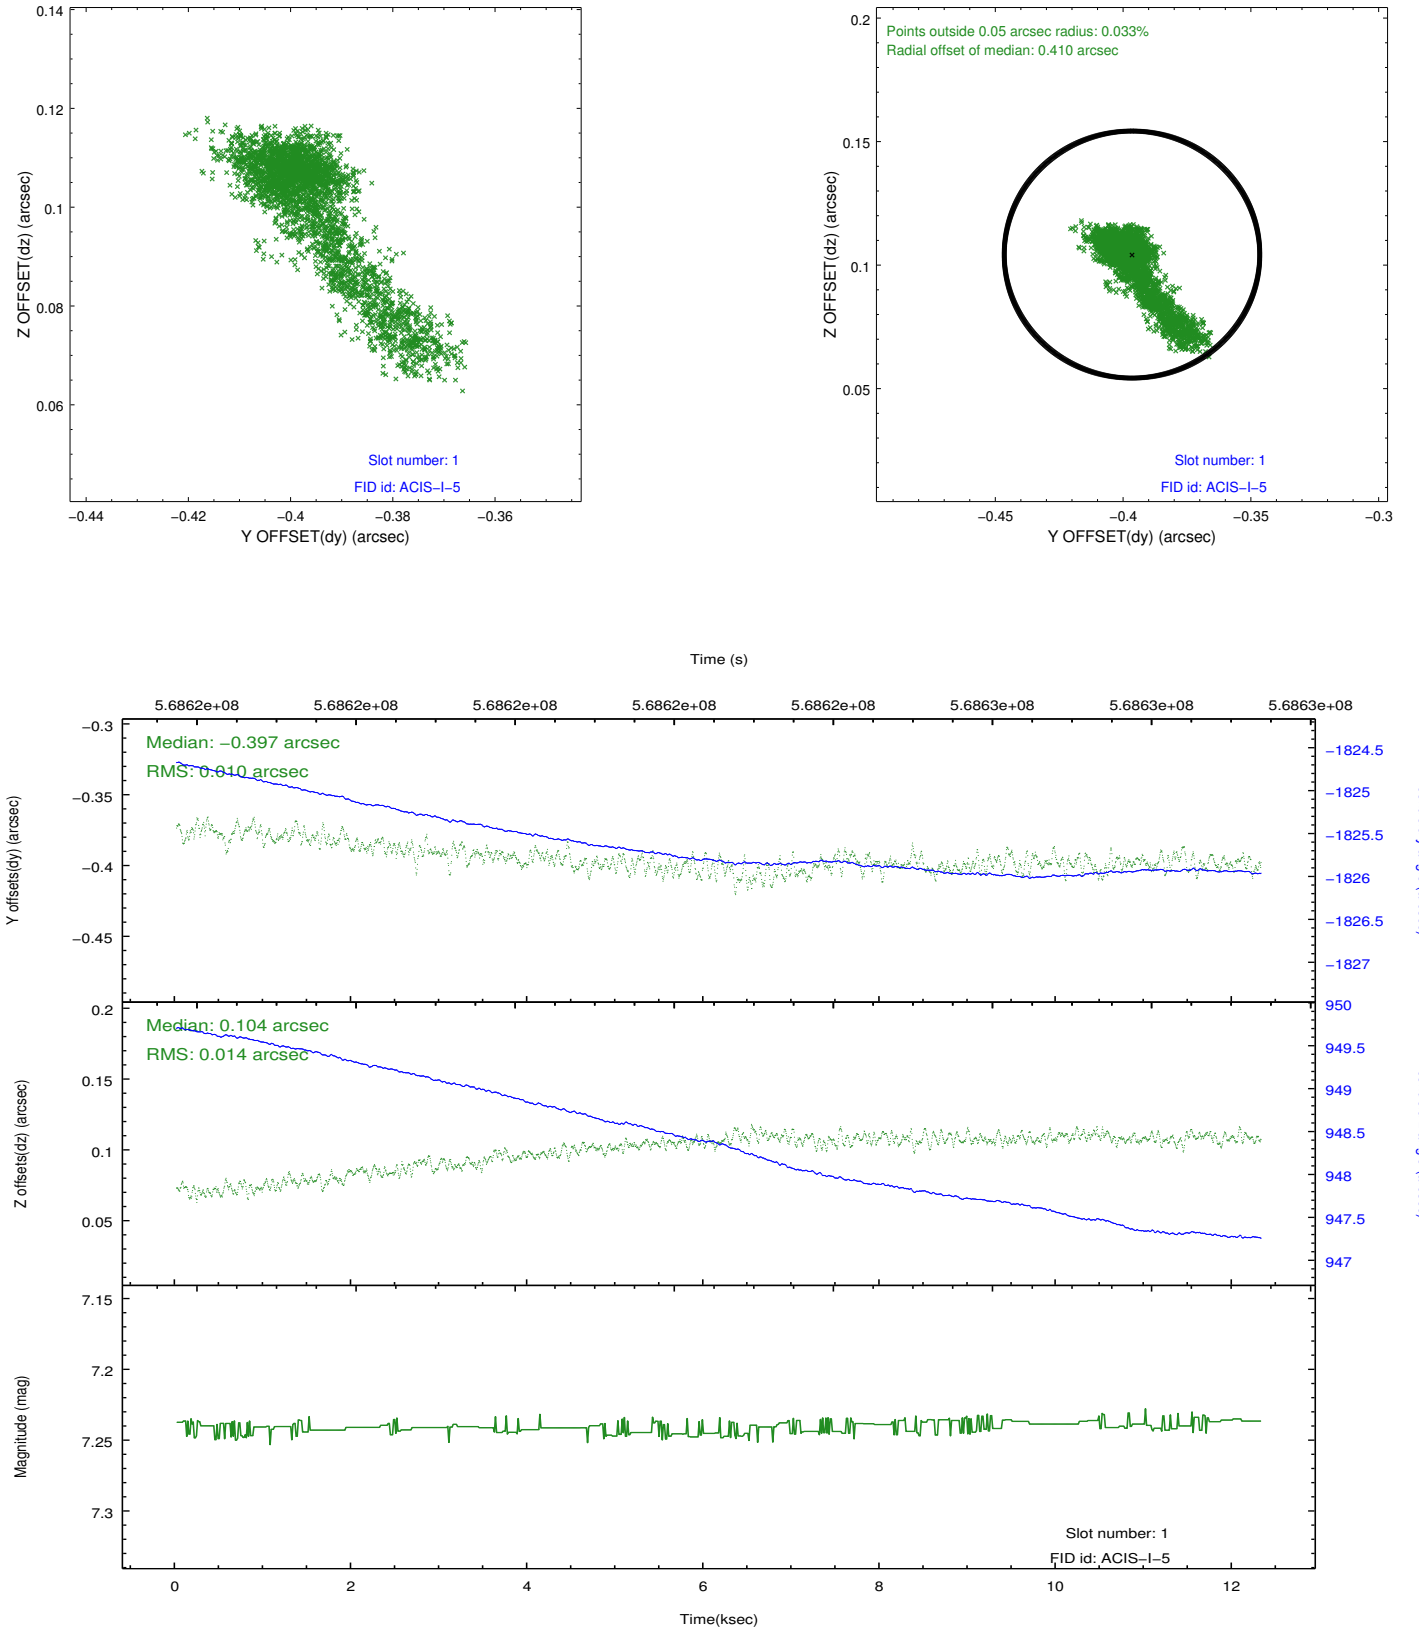 0.14
0.12
0.1
0.08
0.06
Z OFFSET(dz) (arcsec)
Slot number: 1
FID id: ACIS−I−5
−0.44
−0.42
−0.4
−0.38
−0.36
Y OFFSET(dy) (arcsec)
0.2
0.15
0.1
0.05
Z OFFSET(dz) (arcsec)
Points outside 0.05 arcsec radius: 0.033%
Radial offset of median: 0.410 arcsec
Slot number: 1
FID id: ACIS−I−5
−0.45
−0.4
−0.35
−0.3
Y OFFSET(dy) (arcsec)
Time (s)
5.6862e+08
5.6862e+08
5.6862e+08
5.6862e+08
5.6862e+08
5.6863e+08
5.6863e+08
5.6863e+08
−0.3
−0.35
−0.4
−0.45
Y offsets(dy) (arcsec)
Median: −0.397 arcsec
RMS: 0.010 arcsec
−1824.5
−1825
−1825.5
−1826
−1826.5
−1827
0.2
0.15
0.1
0.05
Z offsets(dz) (arcsec)
Median: 0.104 arcsec
RMS: 0.014 arcsec
950
949.5
949
948.5
948
947.5
947
7.15
7.2
7.25
7.3
Magnitude (mag)
Slot number: 1
FID id: ACIS−I−5
0
2
4
6
8
10
12
Time(ksec)